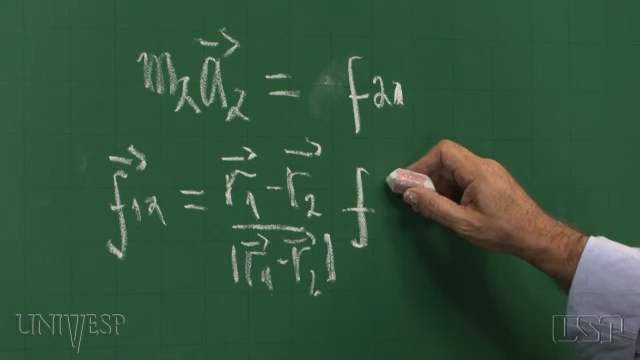 m₂a⃗₂ = f₂₁
f⃗₁₂ = (r⃗₁ - r⃗₂) / |r⃗₁ - r⃗₂| f
UNIVESP
USP